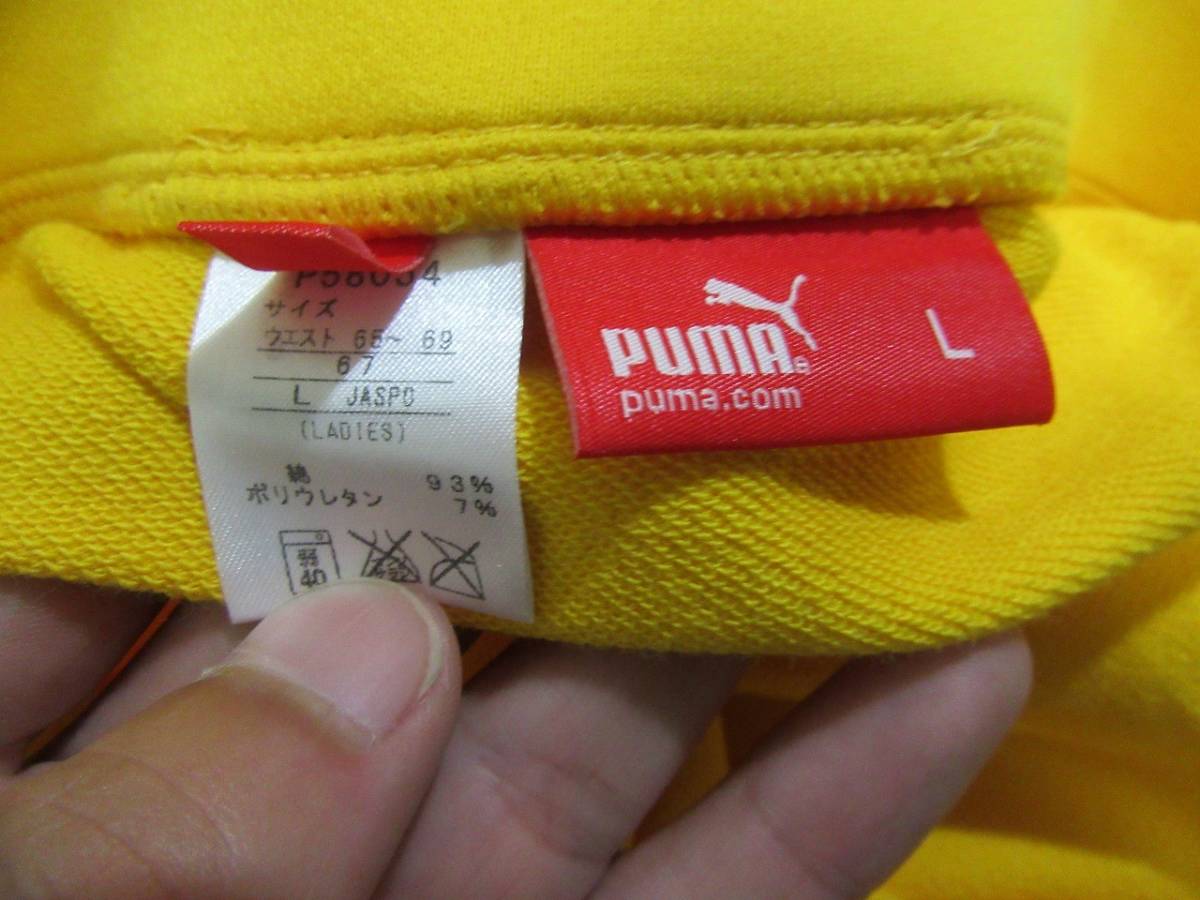 サイズ
ウエスト 65～ 69
67
L JASPO
(LADIES)
綿 93%
ポリウレタン 7%
弱
40
PUMA®
puma.com
L